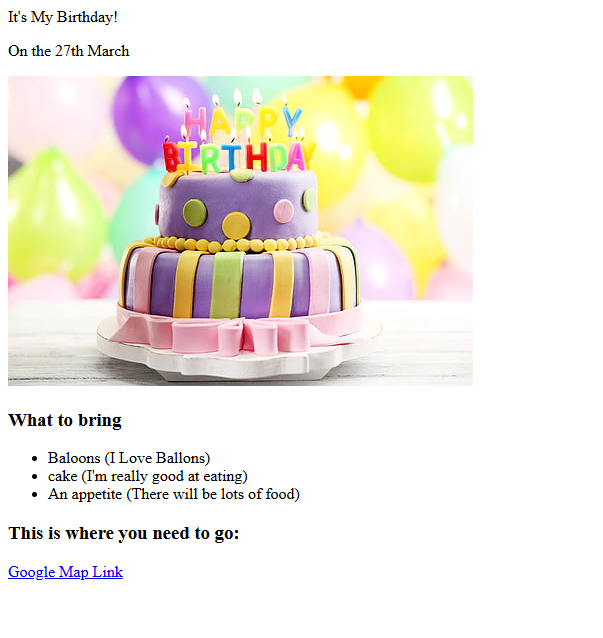 It's My Birthday!
On the 27th March
HAPPY
BIRTHDAY
What to bring
Baloons (I Love Ballons)
cake (I'm really good at eating)
An appetite (There will be lots of food)
This is where you need to go:
Google Map Link